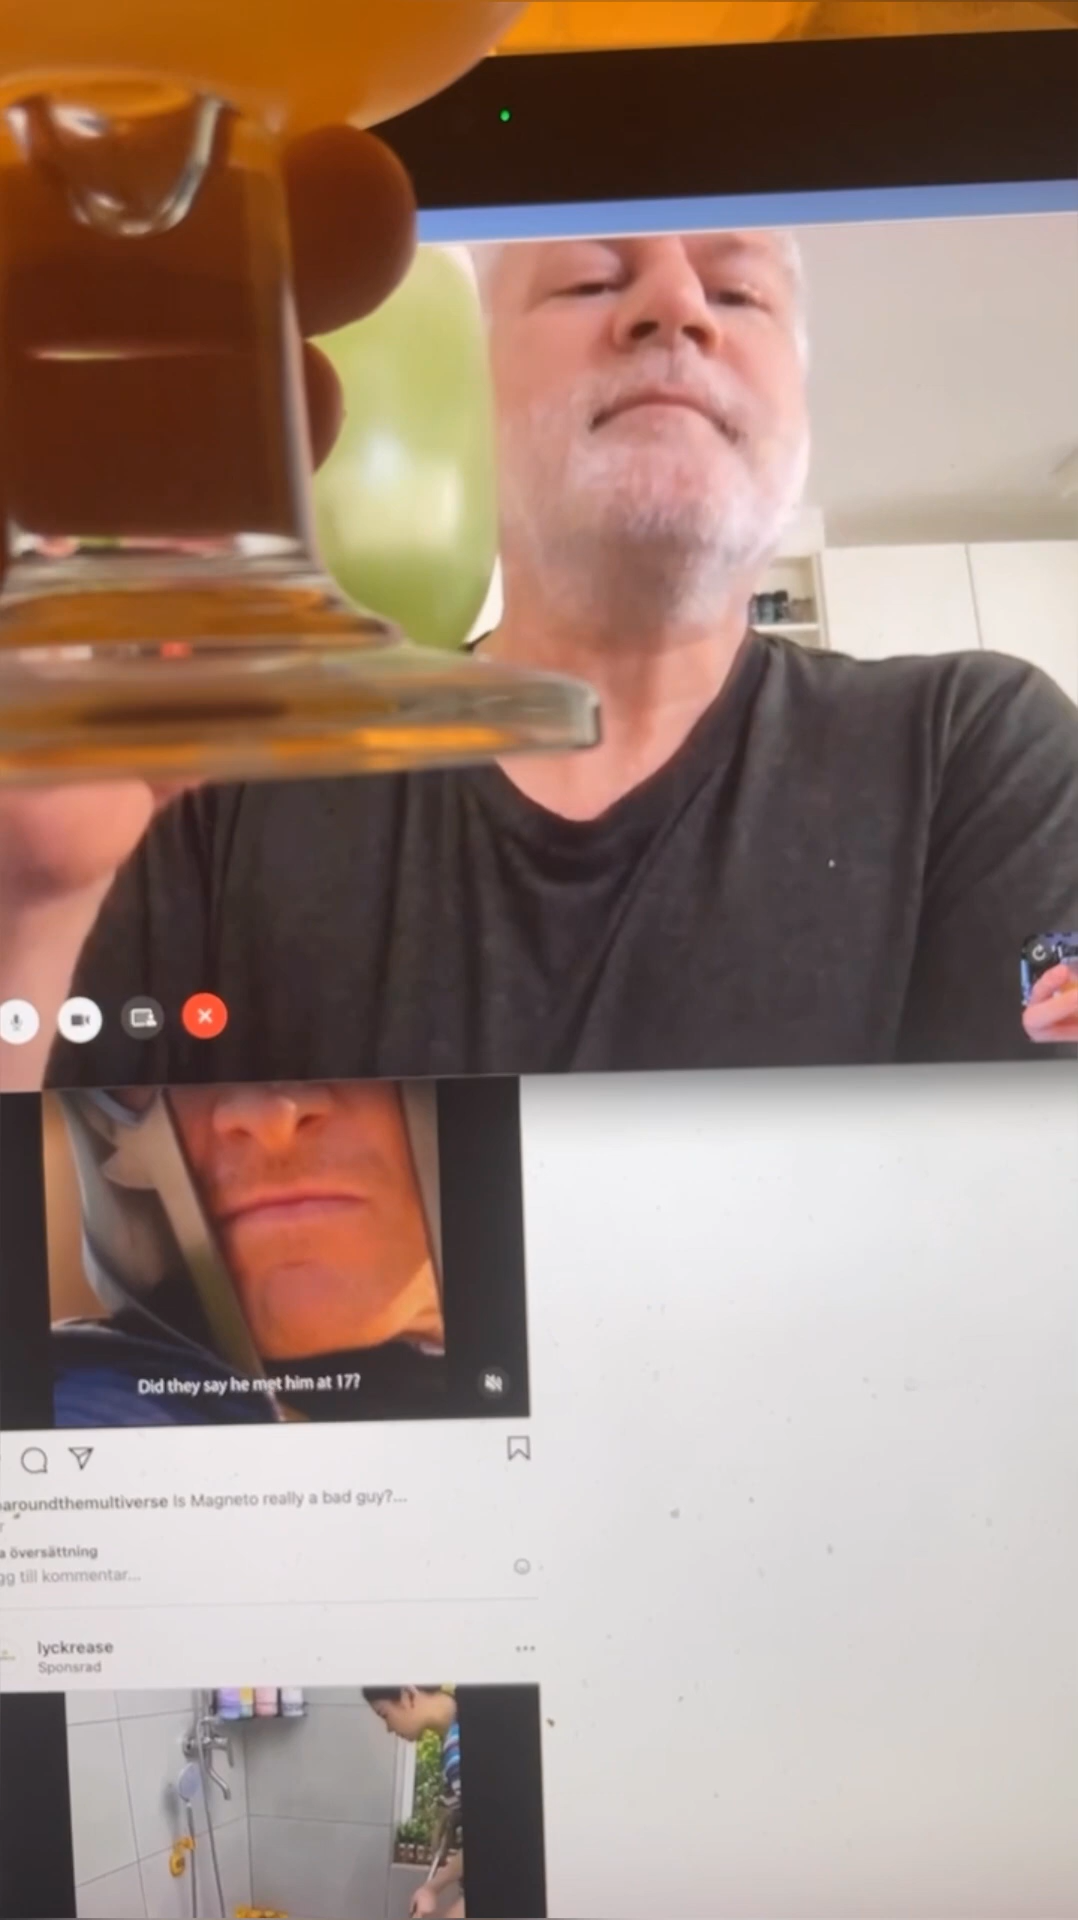 Did they say he met him at 17?
aroundthemultiverse Is Magneto really a bad guy?...
översättning
till kommentar...
lyckrease
Sponsrad